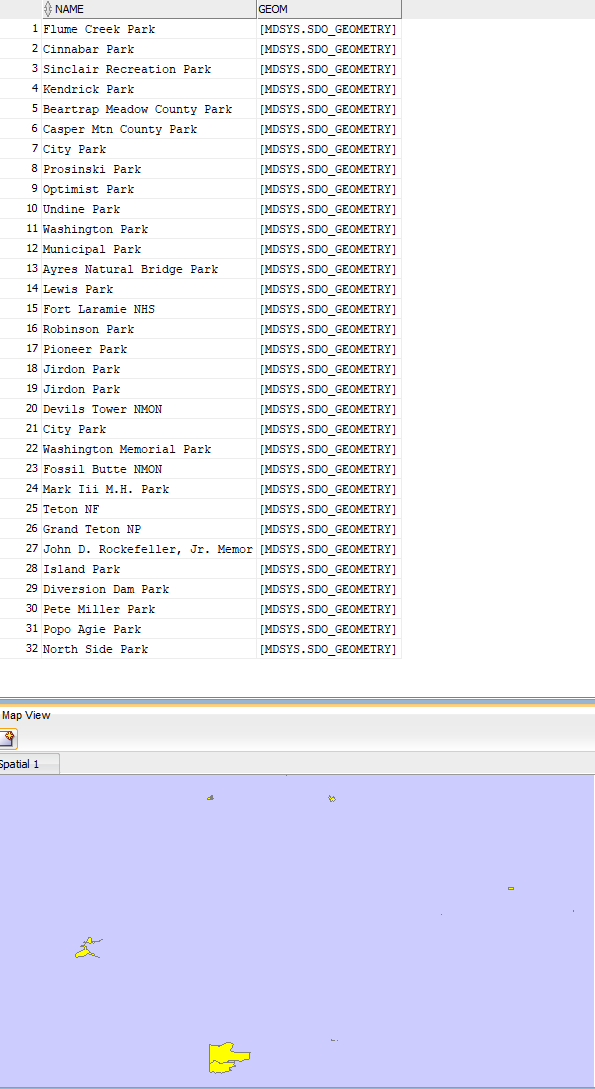 NAME GEOM
1 Flume Creek Park [MDSYS.SDO_GEOMETRY]
2 Cinnabar Park [MDSYS.SDO_GEOMETRY]
3 Sinclair Recreation Park [MDSYS.SDO_GEOMETRY]
4 Kendrick Park [MDSYS.SDO_GEOMETRY]
5 Beartrap Meadow County Park [MDSYS.SDO_GEOMETRY]
6 Casper Mtn County Park [MDSYS.SDO_GEOMETRY]
7 City Park [MDSYS.SDO_GEOMETRY]
8 Prosinski Park [MDSYS.SDO_GEOMETRY]
9 Optimist Park [MDSYS.SDO_GEOMETRY]
10 Undine Park [MDSYS.SDO_GEOMETRY]
11 Washington Park [MDSYS.SDO_GEOMETRY]
12 Municipal Park [MDSYS.SDO_GEOMETRY]
13 Ayres Natural Bridge Park [MDSYS.SDO_GEOMETRY]
14 Lewis Park [MDSYS.SDO_GEOMETRY]
15 Fort Laramie NHS [MDSYS.SDO_GEOMETRY]
16 Robinson Park [MDSYS.SDO_GEOMETRY]
17 Pioneer Park [MDSYS.SDO_GEOMETRY]
18 Jirdon Park [MDSYS.SDO_GEOMETRY]
19 Jirdon Park [MDSYS.SDO_GEOMETRY]
20 Devils Tower NMON [MDSYS.SDO_GEOMETRY]
21 City Park [MDSYS.SDO_GEOMETRY]
22 Washington Memorial Park [MDSYS.SDO_GEOMETRY]
23 Fossil Butte NMON [MDSYS.SDO_GEOMETRY]
24 Mark Iii M.H. Park [MDSYS.SDO_GEOMETRY]
25 Teton NF [MDSYS.SDO_GEOMETRY]
26 Grand Teton NP [MDSYS.SDO_GEOMETRY]
27 John D. Rockefeller, Jr. Memor [MDSYS.SDO_GEOMETRY]
28 Island Park [MDSYS.SDO_GEOMETRY]
29 Diversion Dam Park [MDSYS.SDO_GEOMETRY]
30 Pete Miller Park [MDSYS.SDO_GEOMETRY]
31 Popo Agie Park [MDSYS.SDO_GEOMETRY]
32 North Side Park [MDSYS.SDO_GEOMETRY]
Map View
Spatial 1